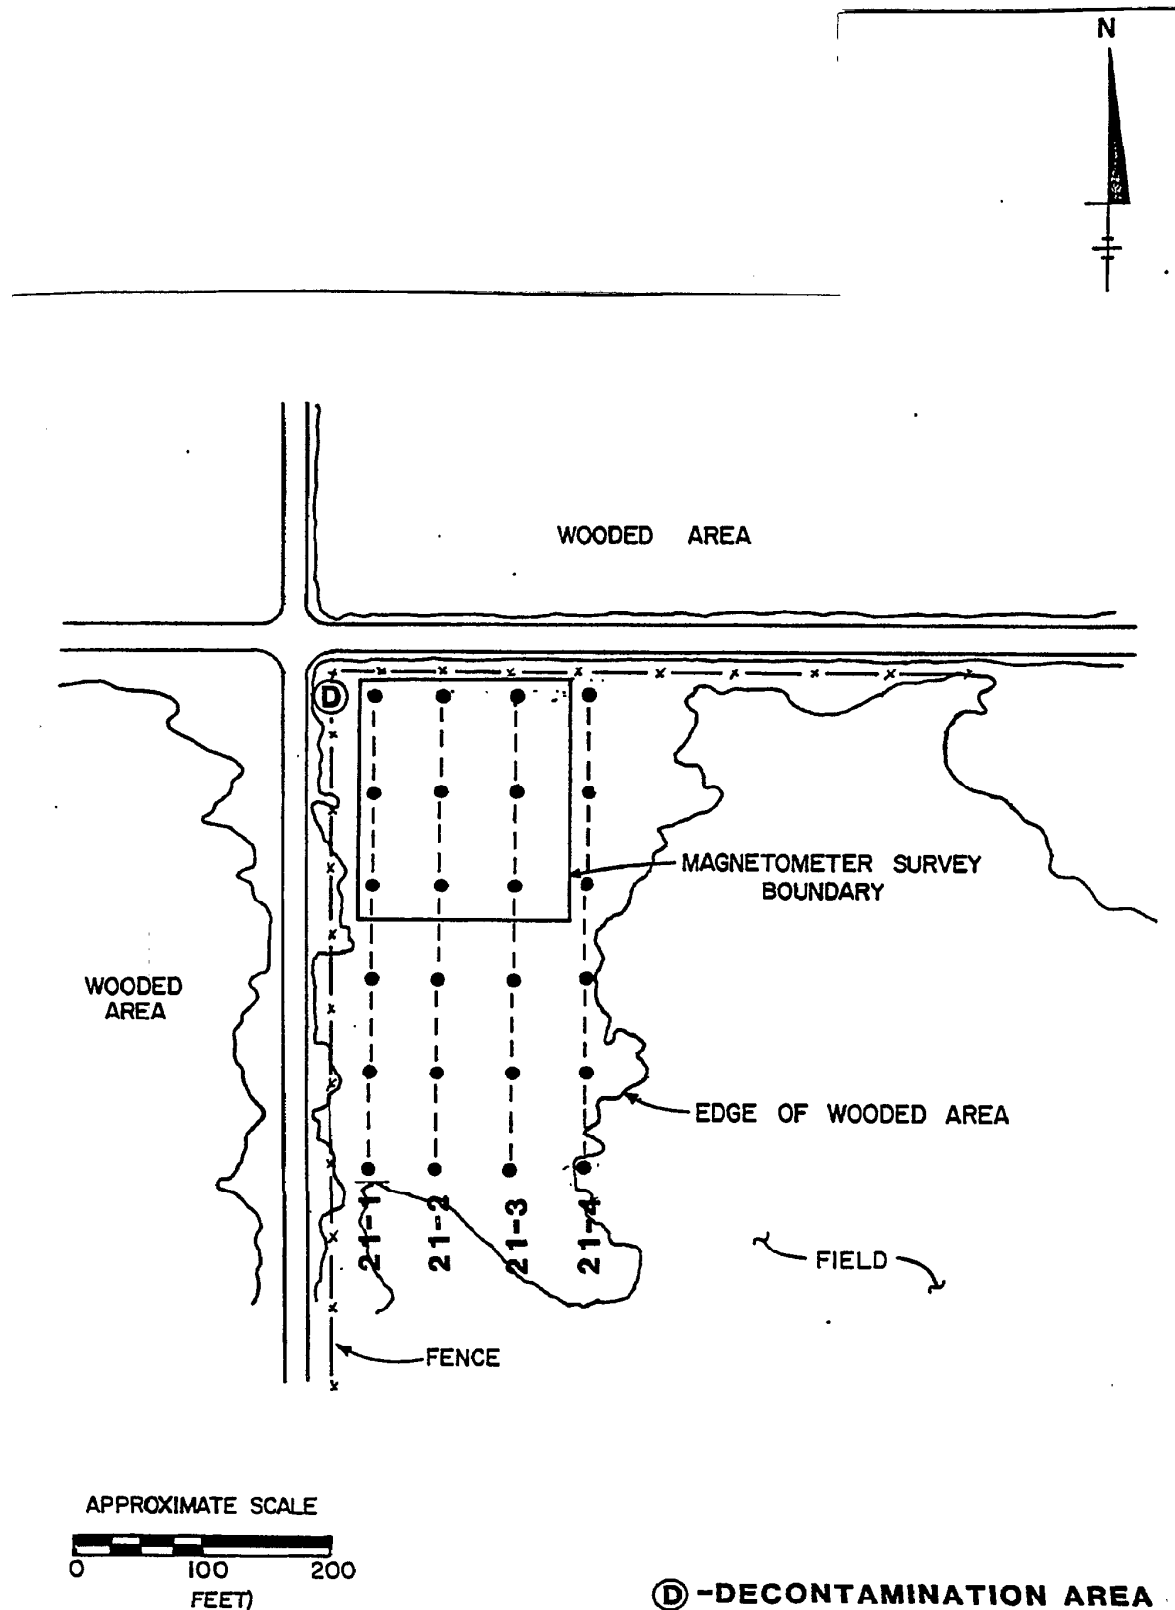 N
WOODED AREA
D
MAGNETOMETER SURVEY
BOUNDARY
WOODED
AREA
EDGE OF WOODED AREA
21-1
21-2
21-3
21-4
FIELD
FENCE
APPROXIMATE SCALE
0 100 200
FEET)
D -DECONTAMINATION AREA